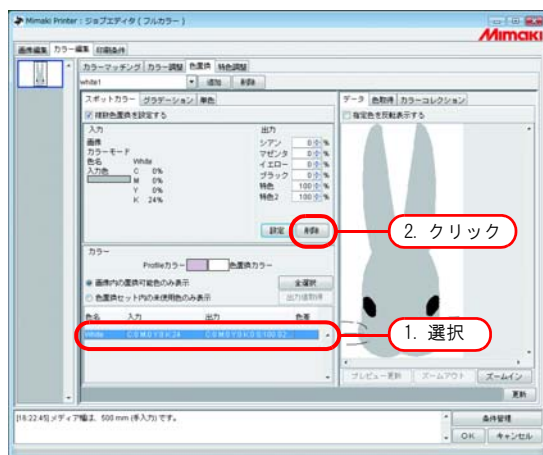 Mimaki Printer : ジョブエディタ ( フルカラー )
Mimaki
画像編集 カラー編集 印刷条件
カラーマッチング カラー調整 色置換 特色調整
white1 追加 削除
スポットカラー グラデーション 単色
データ 色取得 カラーコレクション
複数色置換を設定する
指定色を反転表示する
入力
画像
カラーモード
色名 White
入力色 C 0%
M 0%
Y 0%
K 24%
出力
シアン 0 %
マゼンタ 0 %
イエロー 0 %
ブラック 0 %
特色 100 %
特色2 100 %
設定 削除
2. クリック
カラー
Profileカラー 色置換カラー
画像内の置換可能色のみ表示 全選択
色置換セット内の未使用色のみ表示 出力値取得
色名 入力 出力 色差
White C:0 M:0 Y:0 K:24 C:0 M:0 Y:0 K:0 S:100 S2...
1. 選択
プレビュー更新 ズームアウト ズームイン
更新
[18:22:45] メディア幅は、500 mm (手入力) です。
条件管理
OK キャンセル